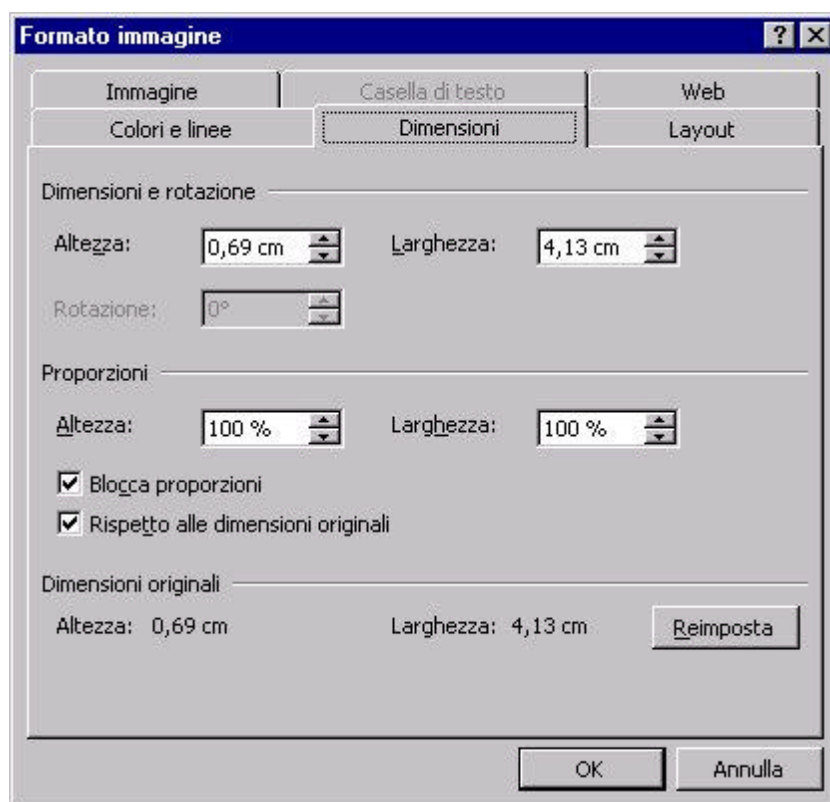 Formato immagine
Immagine Casella di testo Web
Colori e linee Dimensioni Layout
Dimensioni e rotazione
Altezza: 0,69 cm Larghezza: 4,13 cm
Rotazione: 0°
Proporzioni
Altezza: 100 % Larghezza: 100 %
Blocca proporzioni
Rispetto alle dimensioni originali
Dimensioni originali
Altezza: 0,69 cm Larghezza: 4,13 cm Reimposta
OK Annulla